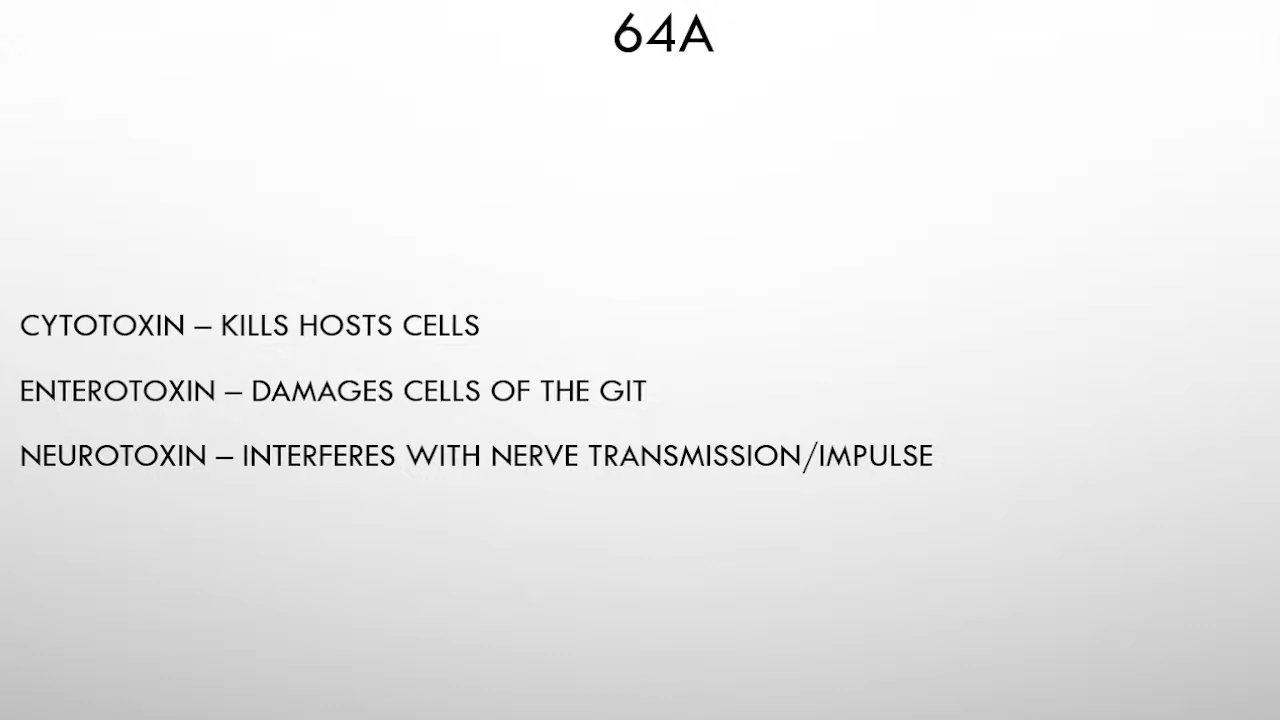 64A
CYTOTOXIN – KILLS HOSTS CELLS
ENTEROTOXIN – DAMAGES CELLS OF THE GIT
NEUROTOXIN – INTERFERES WITH NERVE TRANSMISSION/IMPULSE